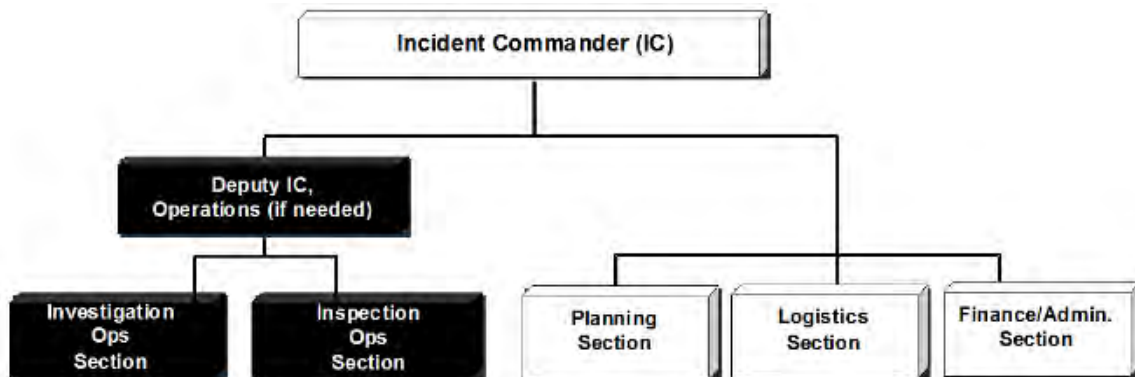 Incident Commander (IC)
Deputy IC,
Operations (if needed)
Investigation
Ops
Section
Inspection
Ops
Section
Planning
Section
Logistics
Section
Finance/Admin.
Section